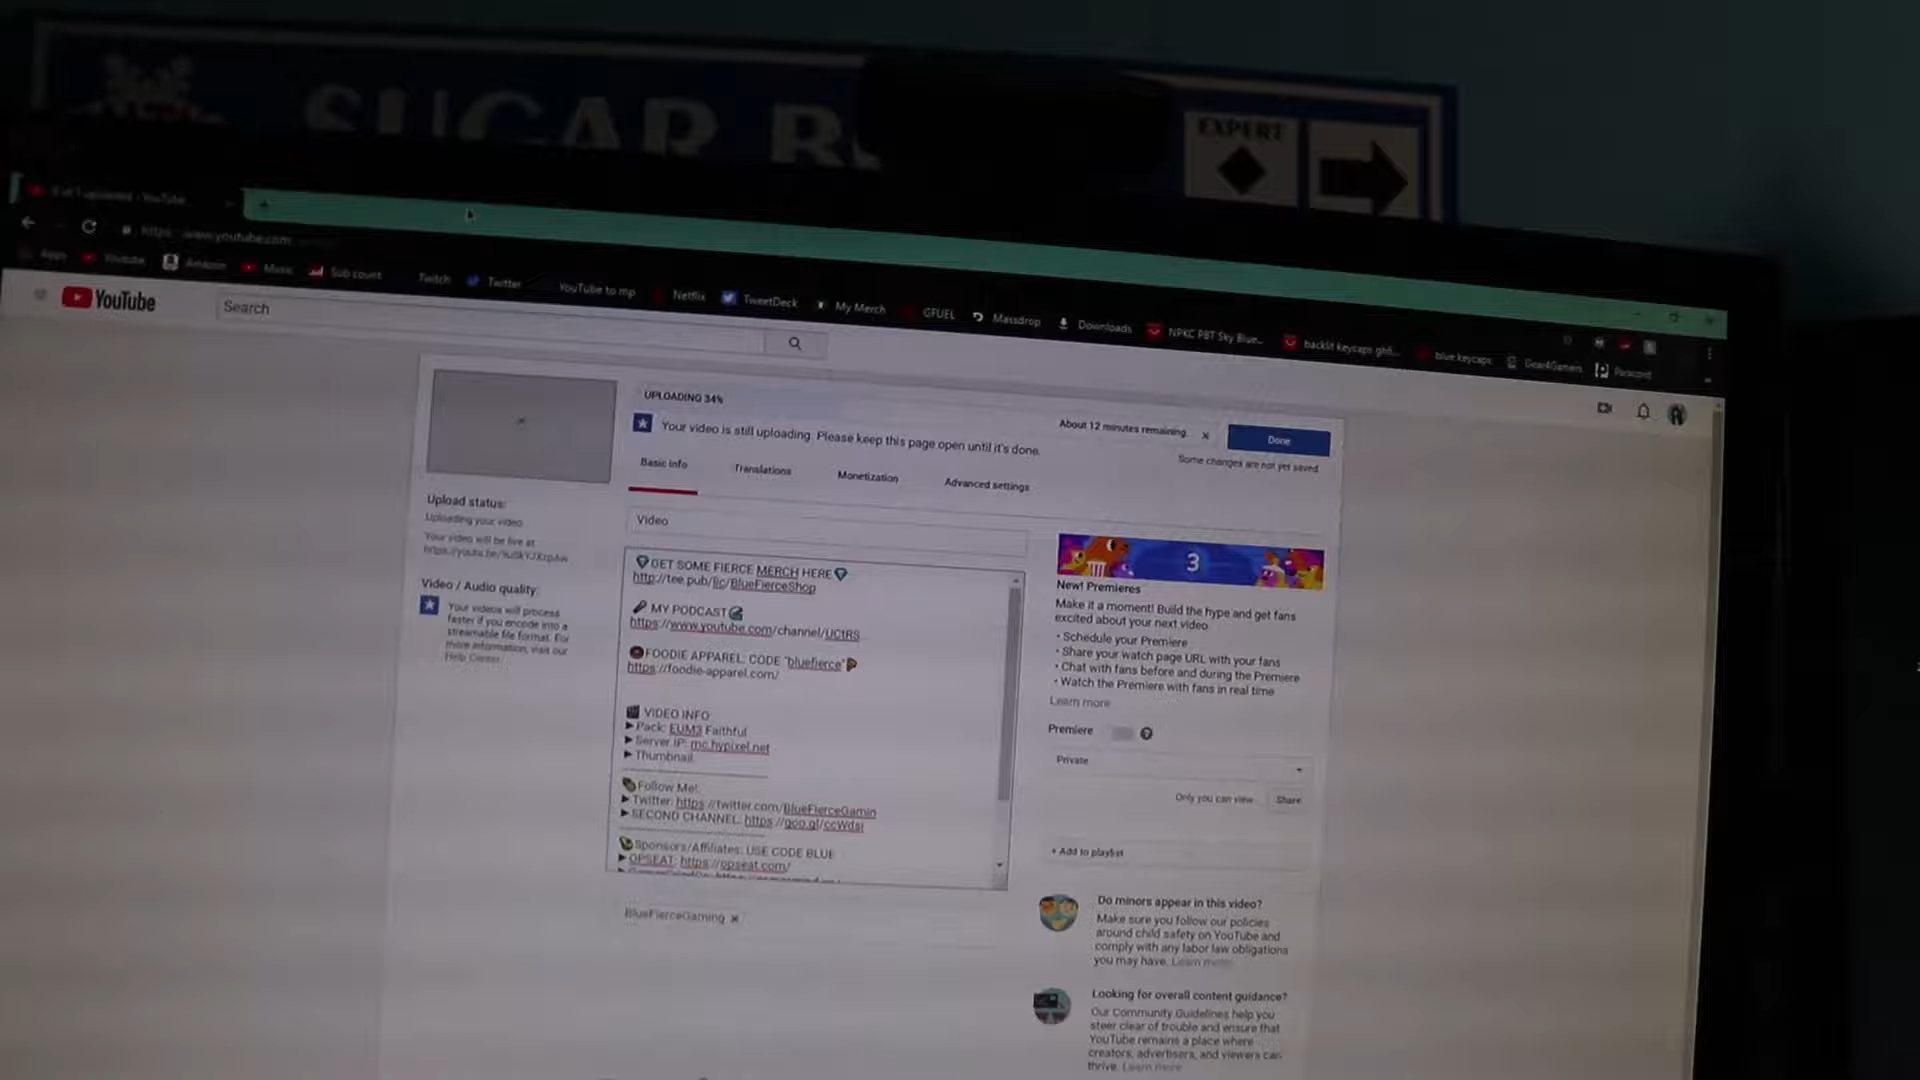 SUGAR B
EXPERT
YouTube
https www.youtube.com
Apps Youtube Amazon Music Sub count Twitch Twitter YouTube to mp Netflix TweetDeck My Merch GFUEL Massdrop Downloads NPKC PBT Sky Blue... backlit keycaps gh6... blue keycaps Gear4Gamers Paracord
YouTube
Search
UPLOADING 34%
About 12 minutes remaining.
Done
Your video is still uploading. Please keep this page open until it's done.
Some changes are not yet saved.
Basic info
Translations
Monetization
Advanced settings
Upload status:
Uploading your video.
Your video will be live at:
Video / Audio quality:
Your videos will process
faster if you encode into a
streamable file format. For
more information, visit our
Help Center.
Video
GET SOME FIERCE MERCH HERE
http://tee.pub/lic/BlueFierceShop
MY PODCAST
https://www.youtube.com/channel/UCtRS
FOODIE APPAREL: CODE "bluefierce"
https://foodie-apparel.com/
VIDEO INFO:
►Pack: EUM3 Faithful
►Server IP: mc.hypixel.net
►Thumbnail:
Follow Me!:
►Twitter: https://twitter.com/BlueFierceGamin
►SECOND CHANNEL: https://goo.gl/ccWdsi
Sponsors/Affiliates: USE CODE BLUE
►OPSEAT: https://opseat.com/
BlueFierceGaming
3
New! Premieres
Make it a moment! Build the hype and get fans
excited about your next video
• Schedule your Premiere
• Share your watch page URL with your fans
• Chat with fans before and during the Premiere
• Watch the Premiere with fans in real time
Learn more
Premiere
Private
Only you can view
Share
+ Add to playlist
Do minors appear in this video?
Make sure you follow our policies
around child safety on YouTube and
comply with any labor law obligations
you may have. Learn more
Looking for overall content guidance?
Our Community Guidelines help you
steer clear of trouble and ensure that
YouTube remains a place where
creators, advertisers, and viewers can
thrive. Learn more